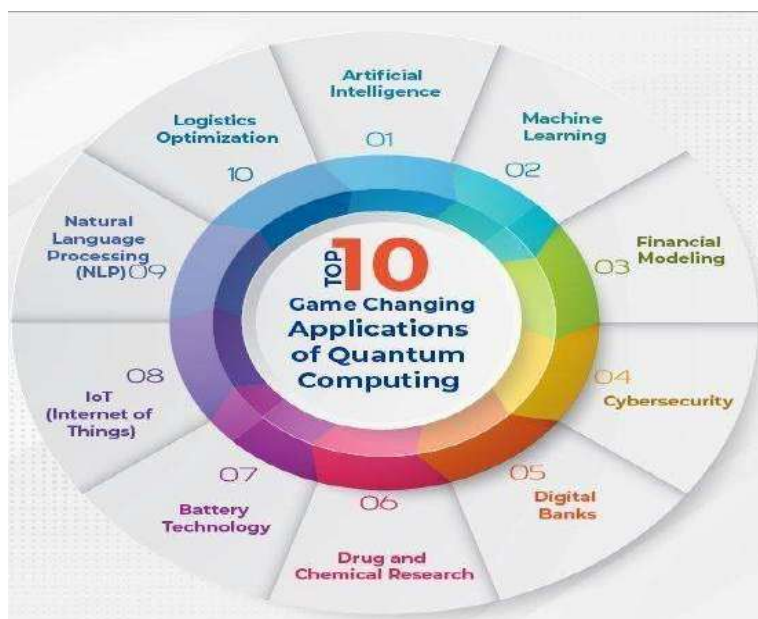 TOP 10
Game Changing
Applications
of Quantum
Computing
Artificial
Intelligence
01
Machine
Learning
02
Financial
Modeling
03
04
Cybersecurity
05
Digital
Banks
06
Drug and
Chemical Research
07
Battery
Technology
08
IoT
(Internet of
Things)
Natural
Language
Processing
(NLP) 09
Logistics
Optimization
10